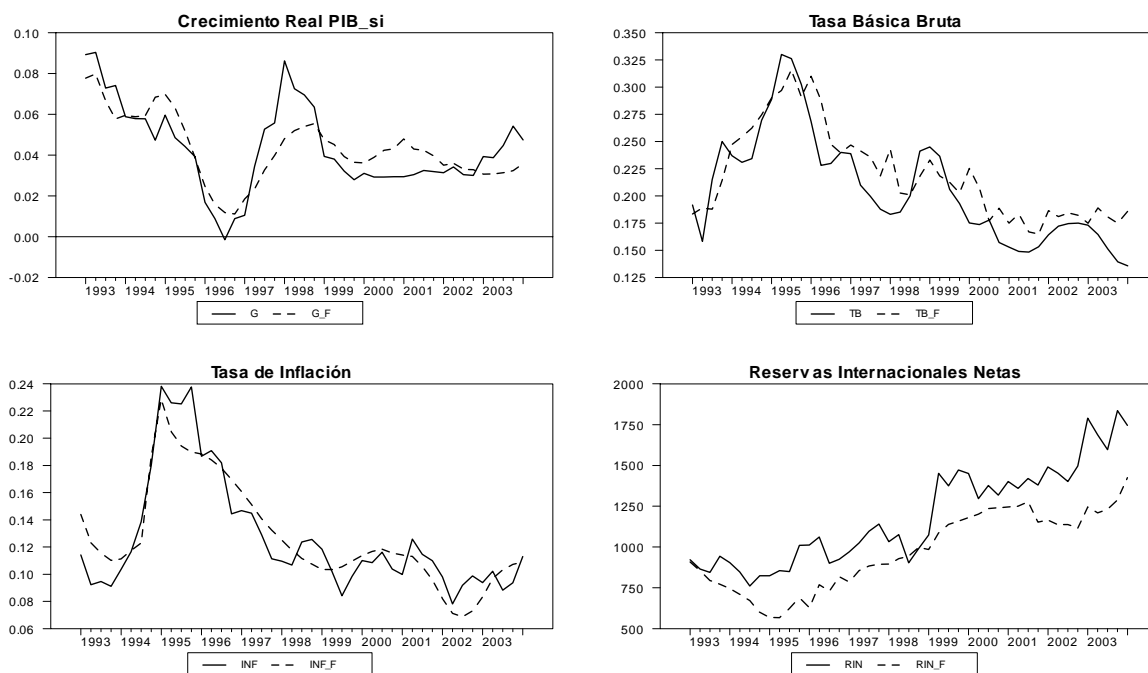 Crecimiento Real PIB_si
0.10
0.08
0.06
0.04
0.02
0.00
-0.02
1993 1994 1995 1996 1997 1998 1999 2000 2001 2002 2003
G G_F
Tasa Básica Bruta
0.350
0.325
0.300
0.275
0.250
0.225
0.200
0.175
0.150
0.125
1993 1994 1995 1996 1997 1998 1999 2000 2001 2002 2003
TB TB_F
Tasa de Inflación
0.24
0.22
0.20
0.18
0.16
0.14
0.12
0.10
0.08
0.06
1993 1994 1995 1996 1997 1998 1999 2000 2001 2002 2003
INF INF_F
Reservas Internacionales Netas
2000
1750
1500
1250
1000
750
500
1993 1994 1995 1996 1997 1998 1999 2000 2001 2002 2003
RIN RIN_F